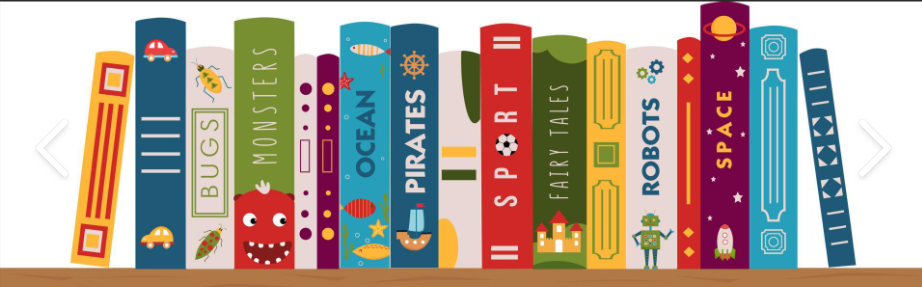 BUGS
MONSTERS
OCEAN
PIRATES
SPORT
FAIRY TALES
ROBOTS
SPACE